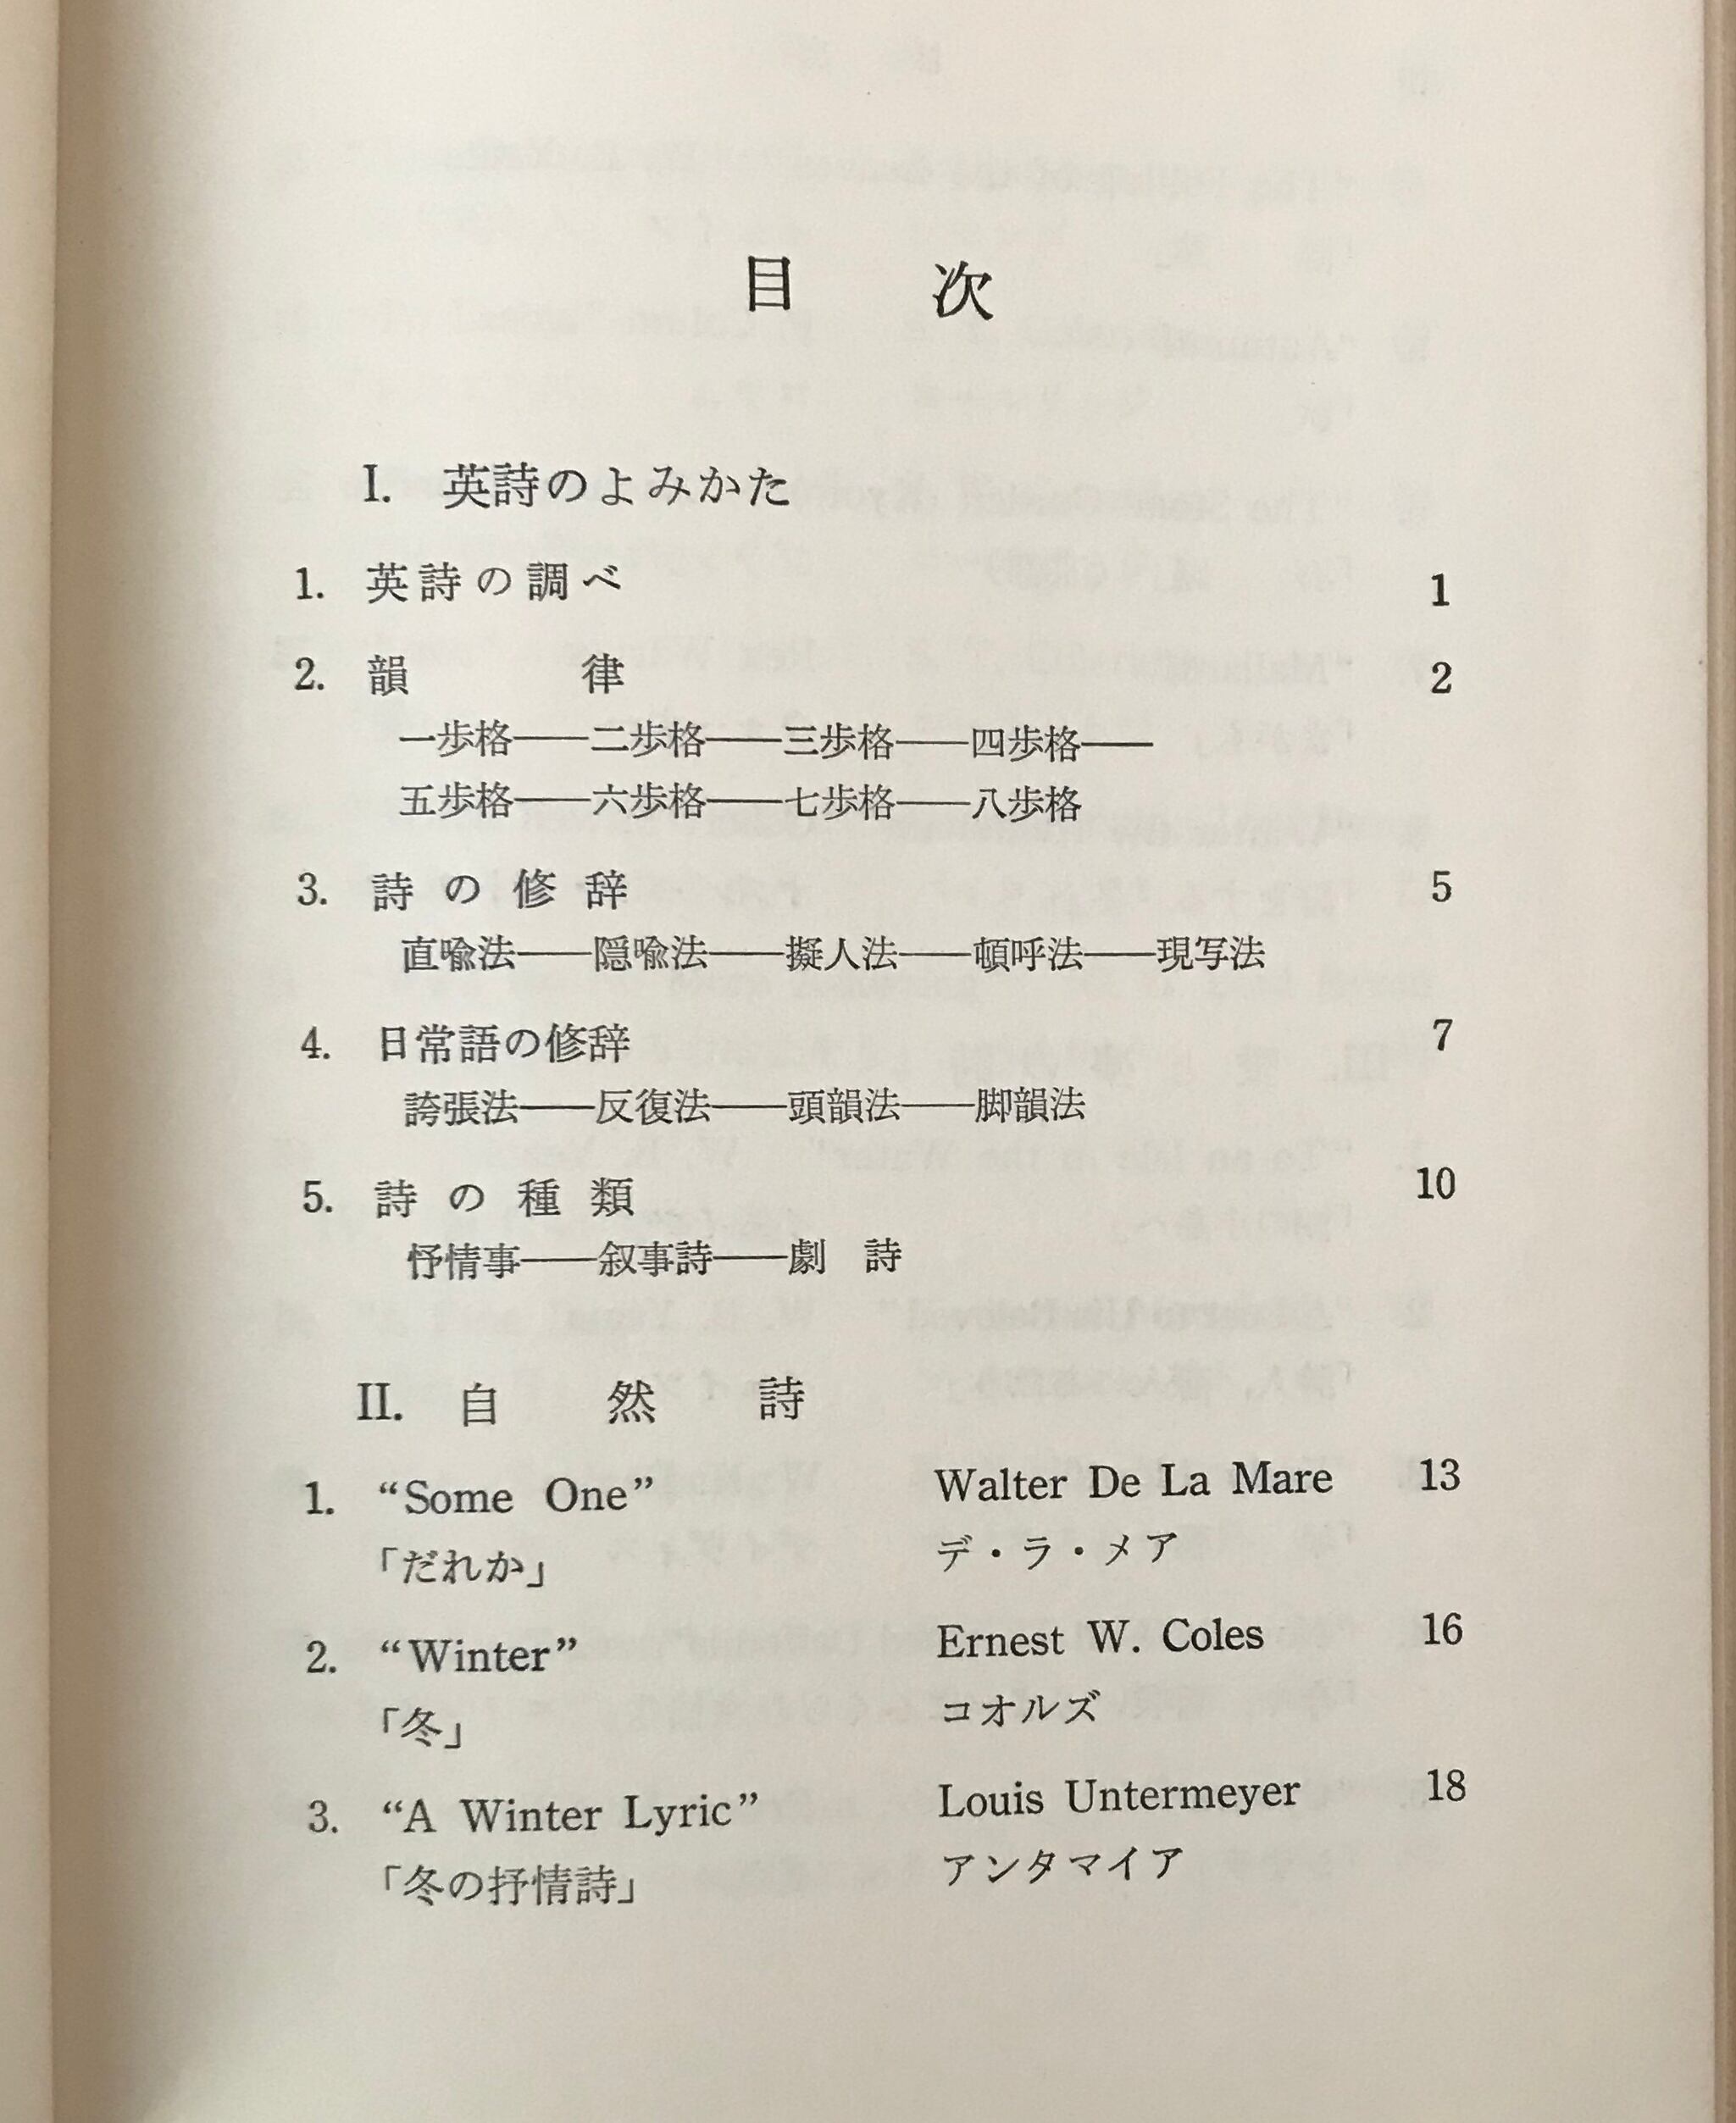 目次
I. 英詩のよみかた
1. 英詩の調べ 1
2. 韻律 2
一歩格——二歩格——三歩格——四歩格——
五歩格——六歩格——七歩格——八歩格
3. 詩の修辞 5
直喩法——隠喩法——擬人法——頓呼法——現写法
4. 日常語の修辞 7
誇張法——反復法——頭韻法——脚韻法
5. 詩の種類 10
抒情事——叙事詩——劇詩
II. 自然詩
1. “Some One” Walter De La Mare 13
「だれか」 デ・ラ・メア
2. “Winter” Ernest W. Coles 16
「冬」 コオルズ
3. “A Winter Lyric” Louis Untermeyer 18
「冬の抒情詩」 アンタマイア